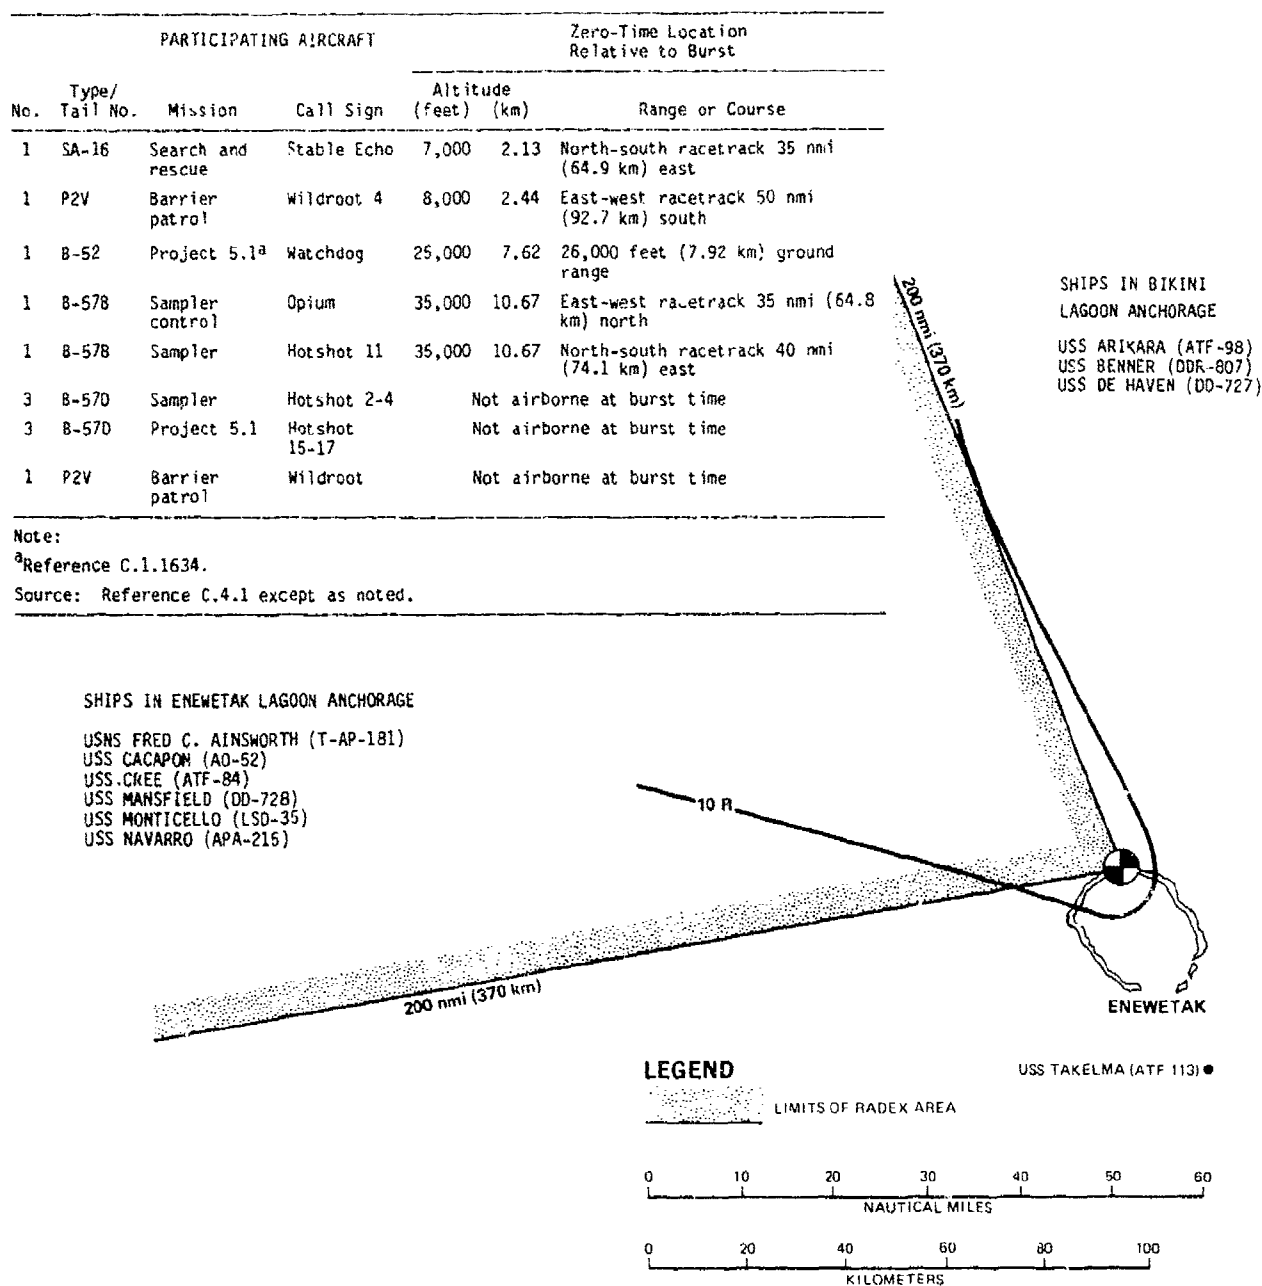 PARTICIPATING AIRCRAFT
Zero-Time Location
Relative to Burst
No. Type/ Tail No. Mission Call Sign Altitude (feet) (km) Range or Course
1 SA-16 Search and Stable Echo 7,000 2.13 North-south racetrack 35 nmi
rescue (64.9 km) east
1 P2V Barrier Wildroot 4 8,000 2.44 East-west racetrack 50 nmi
patrol (92.7 km) south
1 B-52 Project 5.1a Watchdog 25,000 7.62 26,000 feet (7.92 km) ground
range
1 B-57B Sampler Opium 35,000 10.67 East-west racetrack 35 nmi (64.8
control km) north
1 B-57B Sampler Hotshot 11 35,000 10.67 North-south racetrack 40 nmi
(74.1 km) east
3 B-57D Sampler Hotshot 2-4 Not airborne at burst time
3 B-57D Project 5.1 Hotshot Not airborne at burst time
15-17
1 P2V Barrier Wildroot Not airborne at burst time
patrol
Note:
aReference C.1.1634.
Source: Reference C.4.1 except as noted.
200 nmi (370 km)
SHIPS IN BIKINI
LAGOON ANCHORAGE
USS ARIKARA (ATF-98)
USS BENNER (DDR-807)
USS DE HAVEN (DD-727)
SHIPS IN ENEWETAK LAGOON ANCHORAGE
USNS FRED C. AINSWORTH (T-AP-181)
USS CACAPON (AO-52)
USS CREE (ATF-84)
USS MANSFIELD (DD-728)
USS MONTICELLO (LSD-35)
USS NAVARRO (APA-215)
10 R
200 nmi (370 km)
ENEWETAK
LEGEND
USS TAKELMA (ATF 113)
LIMITS OF RADEX AREA
0 10 20 30 40 50 60
NAUTICAL MILES
0 20 40 60 80 100
KILOMETERS